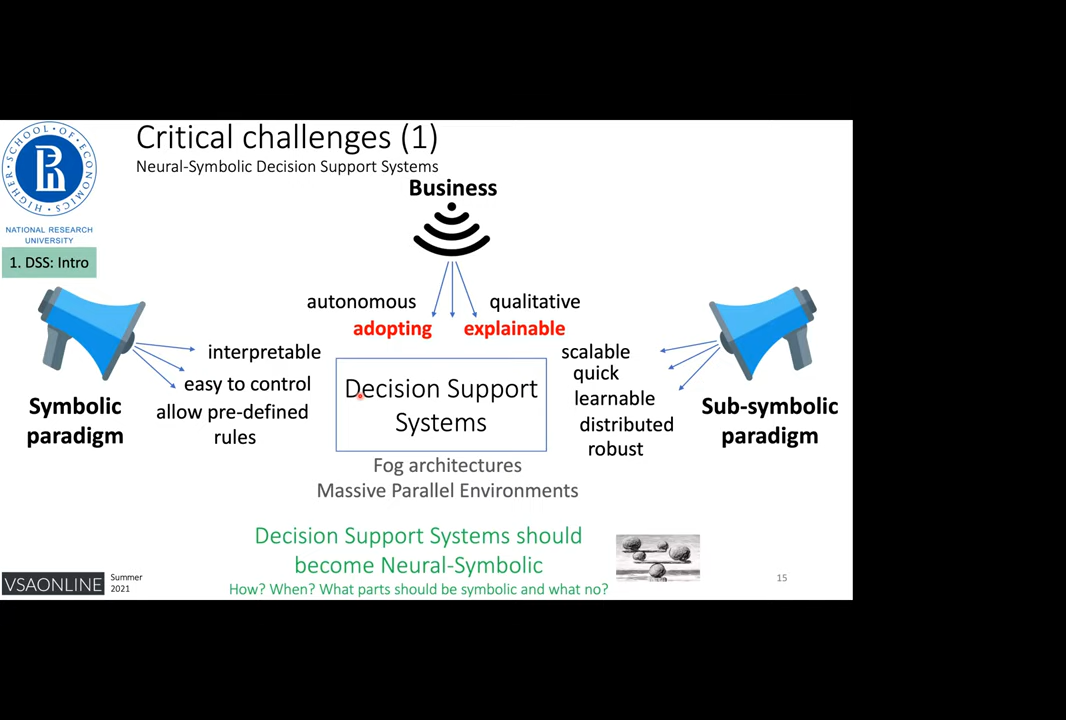 Critical challenges (1)
Neural-Symbolic Decision Support Systems
HIGHER · SCHOOL · OF · ECONOMICS
NATIONAL RESEARCH
UNIVERSITY
1. DSS: Intro
Business
autonomous
qualitative
adopting
explainable
Symbolic
paradigm
interpretable
easy to control
allow pre-defined
rules
Decision Support
Systems
scalable
quick
learnable
distributed
robust
Sub-symbolic
paradigm
Fog architectures
Massive Parallel Environments
Decision Support Systems should
become Neural-Symbolic
How? When? What parts should be symbolic and what no?
VSAONLINE
Summer
2021
15